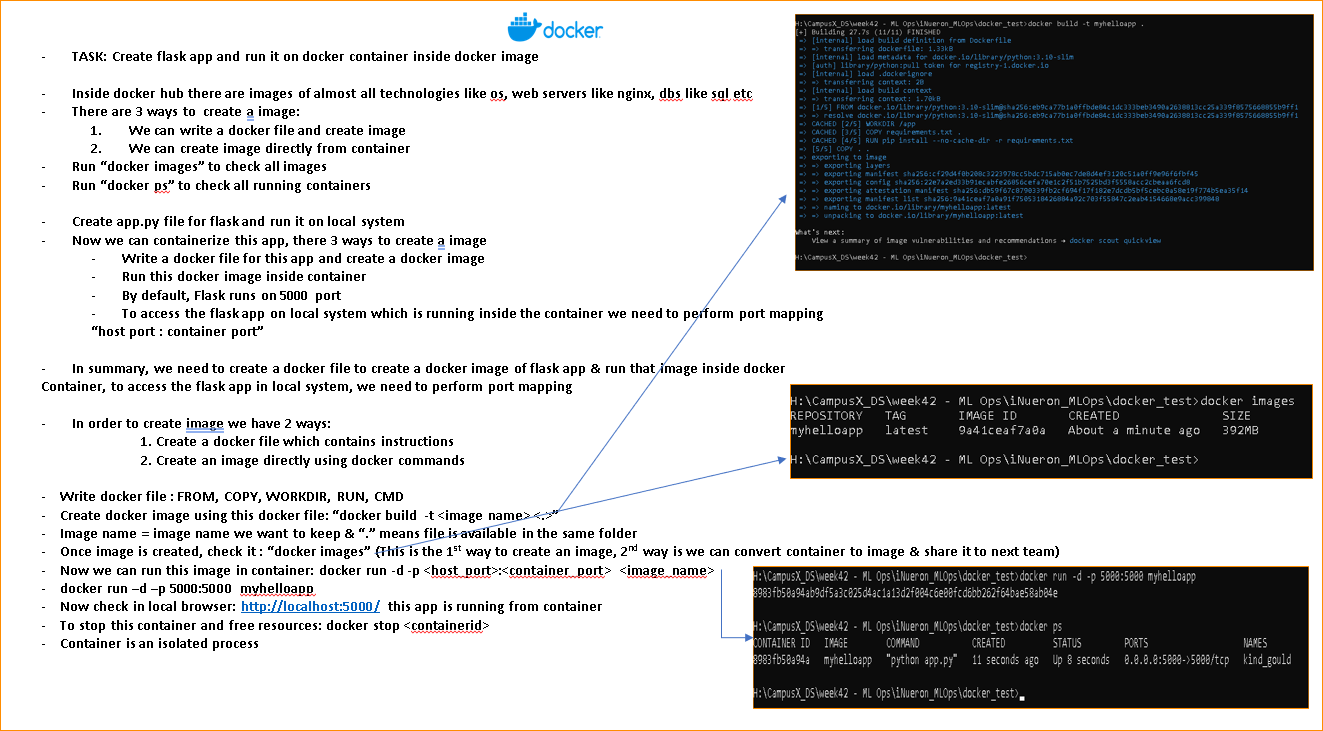 docker
- TASK: Create flask app and run it on docker container inside docker image
- Inside docker hub there are images of almost all technologies like os, web servers like nginx, dbs like sql etc
- There are 3 ways to create a image:
1. We can write a docker file and create image
2. We can create image directly from container
- Run “docker images” to check all images
- Run “docker ps” to check all running containers
- Create app.py file for flask and run it on local system
- Now we can containerize this app, there 3 ways to create a image
- Write a docker file for this app and create a docker image
- Run this docker image inside container
- By default, Flask runs on 5000 port
- To access the flask app on local system which is running inside the container we need to perform port mapping
“host port : container port”
- In summary, we need to create a docker file to create a docker image of flask app & run that image inside docker
Container, to access the flask app in local system, we need to perform port mapping
- In order to create image we have 2 ways:
1. Create a docker file which contains instructions
2. Create an image directly using docker commands
- Write docker file : FROM, COPY, WORKDIR, RUN, CMD
- Create docker image using this docker file: “docker build -t <image name> <.>”
- Image name = image name we want to keep & “.” means file is available in the same folder
- Once image is created, check it : “docker images” (This is the 1st way to create an image, 2nd way is we can convert container to image & share it to next team)
- Now we can run this image in container: docker run -d -p <host_port>:<container_port> <image_name>
- docker run –d –p 5000:5000 myhelloapp
- Now check in local browser: http://localhost:5000/ this app is running from container
- To stop this container and free resources: docker stop <containerid>
- Container is an isolated process
H:\CampusX_DS\week42 - ML Ops\iNueron_MLOps\docker_test>docker build -t myhelloapp .
[+] Building 27.7s (11/11) FINISHED
=> [internal] load build definition from Dockerfile
=> => transferring dockerfile: 1.33kB
=> [internal] load metadata for docker.io/library/python:3.10-slim
=> [auth] library/python:pull token for registry-1.docker.io
=> [internal] load .dockerignore
=> => transferring context: 2B
=> [internal] load build context
=> => transferring context: 1.70kB
=> [1/5] FROM docker.io/library/python:3.10-slim
=> => resolve docker.io/library/python:3.10-slim
=> CACHED [2/5] WORKDIR /app
=> CACHED [3/5] COPY requirements.txt .
=> CACHED [4/5] RUN pip install --no-cache-dir -r requirements.txt
=> [5/5] COPY . .
=> exporting to image
=> => exporting layers
=> => exporting manifest
=> => exporting config
=> => exporting attestation manifest
=> => exporting manifest list
=> => naming to docker.io/library/myhelloapp:latest
=> => unpacking to docker.io/library/myhelloapp:latest
What's next:
View a summary of image vulnerabilities and recommendations → docker scout quickview
H:\CampusX_DS\week42 - ML Ops\iNueron_MLOps\docker_test>
H:\CampusX_DS\week42 - ML Ops\iNueron_MLOps\docker_test>docker images
REPOSITORY TAG IMAGE ID CREATED SIZE
myhelloapp latest 9a41ceaf7a0a About a minute ago 392MB
H:\CampusX_DS\week42 - ML Ops\iNueron_MLOps\docker_test>
H:\CampusX_DS\week42 - ML Ops\iNueron_MLOps\docker_test>docker run -d -p 5000:5000 myhelloapp
8983fb50a94ab9df5a3c025d4ac1a13d2f004c6e00fcd6bb262f64bae58ab04e
H:\CampusX_DS\week42 - ML Ops\iNueron_MLOps\docker_test>docker ps
CONTAINER ID IMAGE COMMAND CREATED STATUS PORTS NAMES
8983fb50a94a myhelloapp "python app.py" 11 seconds ago Up 8 seconds 0.0.0.0:5000->5000/tcp kind_gould
H:\CampusX_DS\week42 - ML Ops\iNueron_MLOps\docker_test>